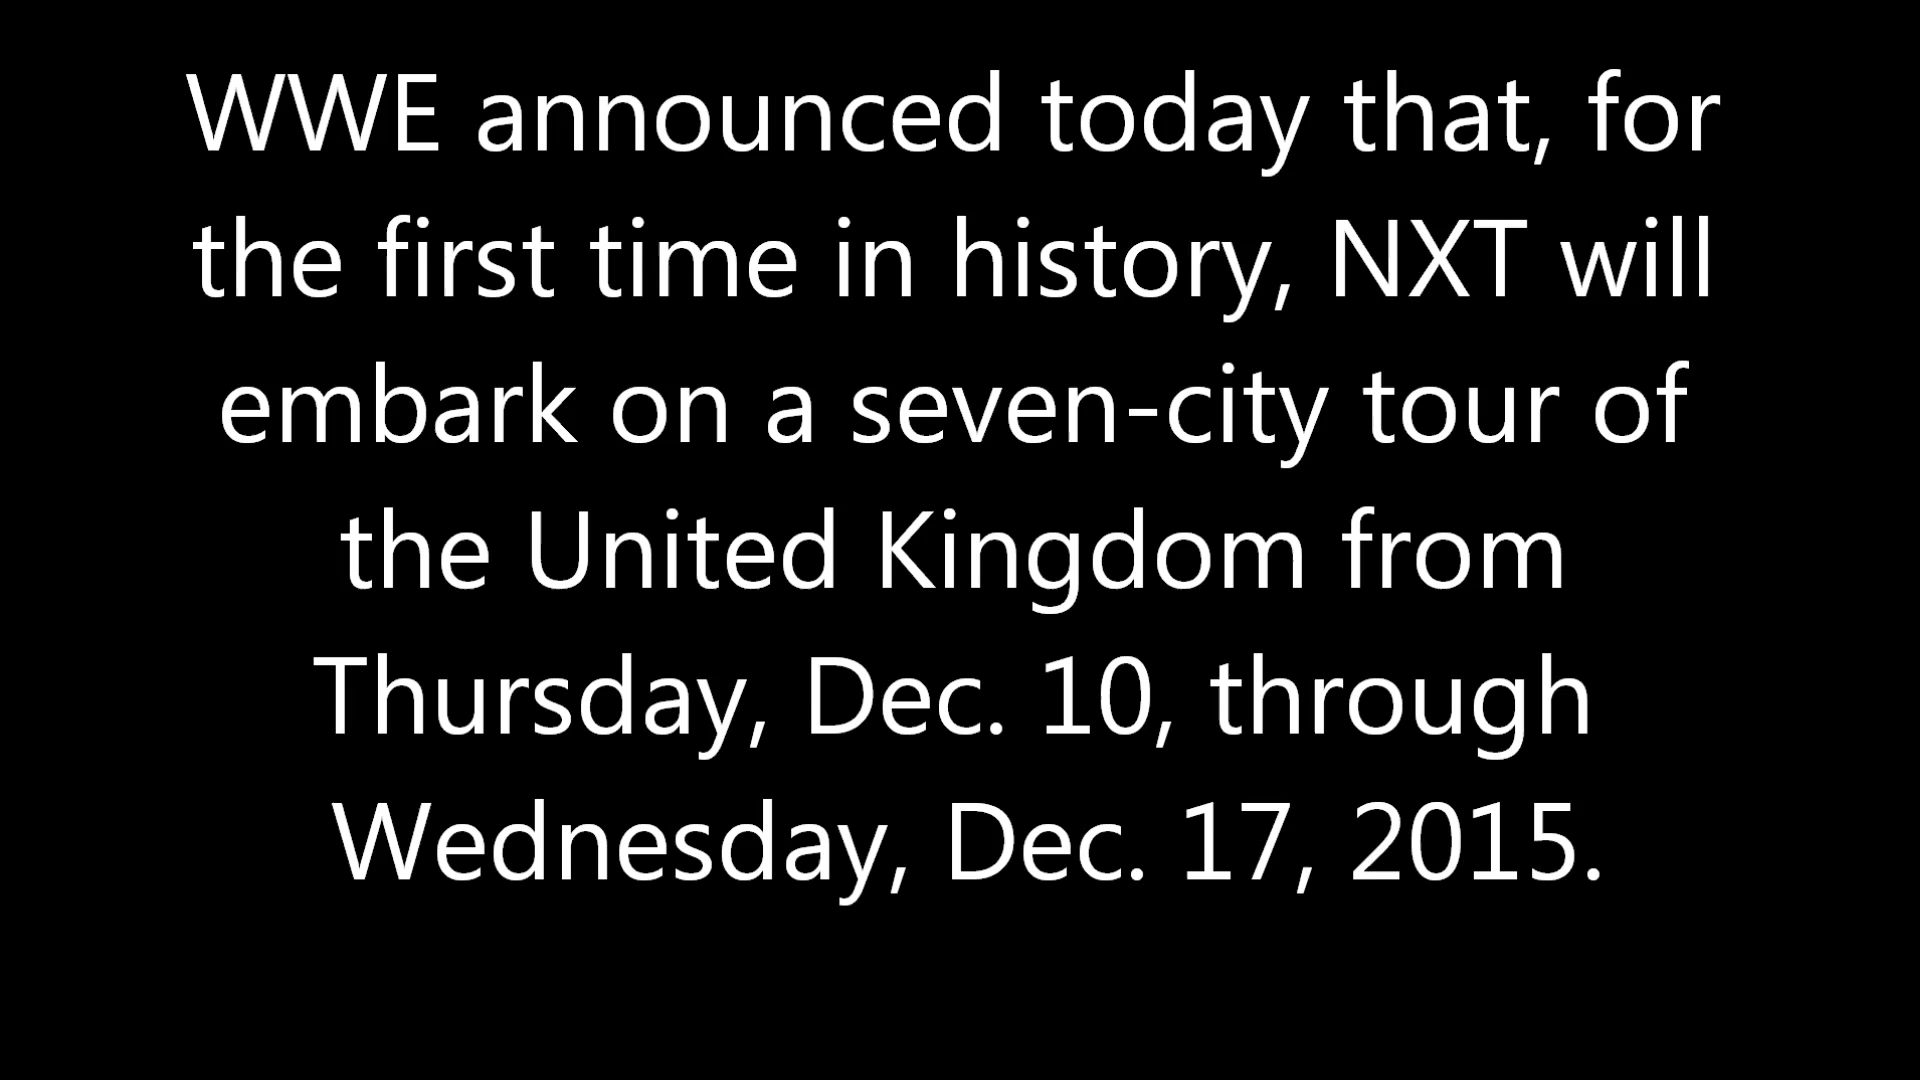 WWE announced today that, for
the first time in history, NXT will
embark on a seven-city tour of
the United Kingdom from
Thursday, Dec. 10, through
Wednesday, Dec. 17, 2015.